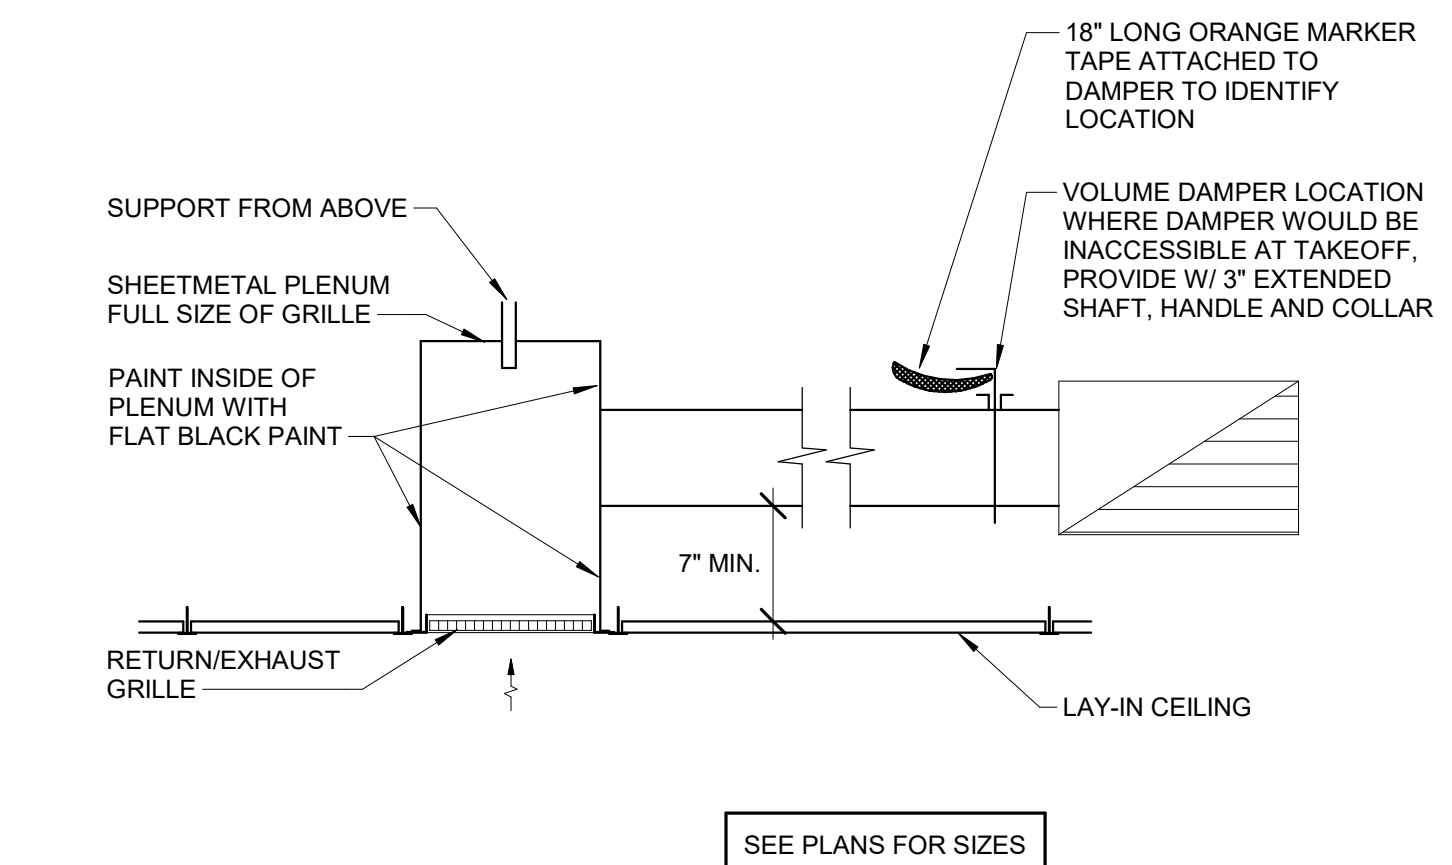 18" LONG ORANGE MARKER
TAPE ATTACHED TO
DAMPER TO IDENTIFY
LOCATION
VOLUME DAMPER LOCATION
WHERE DAMPER WOULD BE
INACCESSIBLE AT TAKEOFF,
PROVIDE W/ 3" EXTENDED
SHAFT, HANDLE AND COLLAR
SUPPORT FROM ABOVE
SHEETMETAL PLENUM
FULL SIZE OF GRILLE
PAINT INSIDE OF
PLENUM WITH
FLAT BLACK PAINT
7" MIN.
RETURN/EXHAUST
GRILLE
LAY-IN CEILING
SEE PLANS FOR SIZES